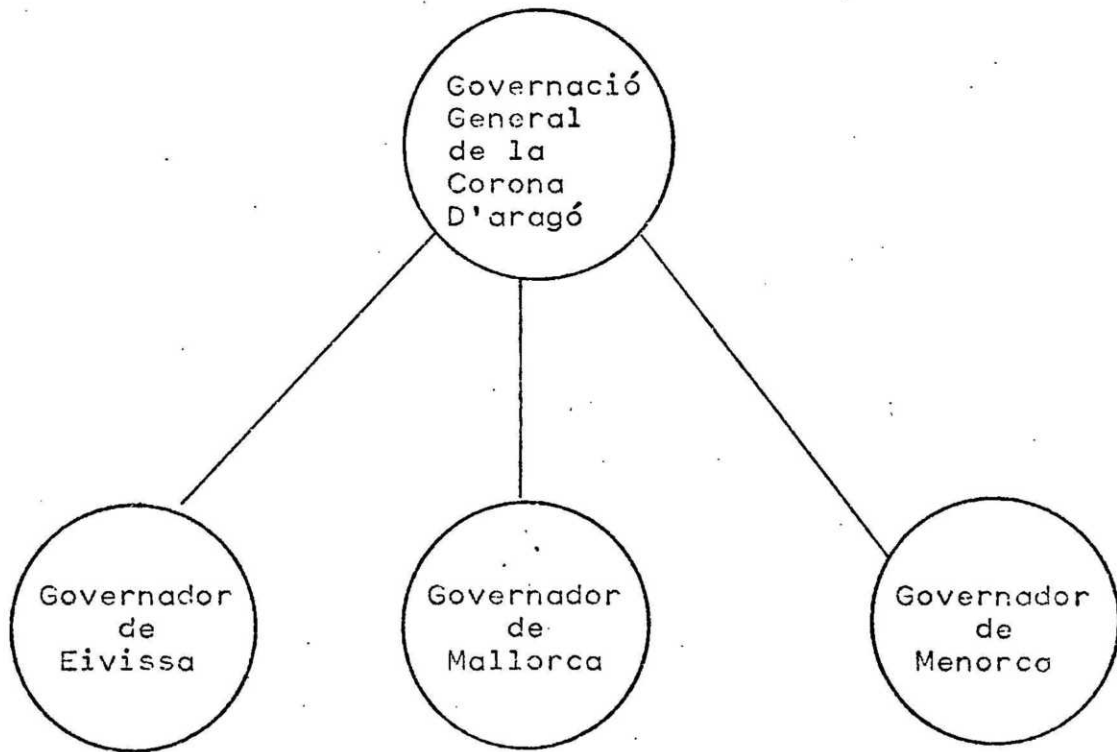 Governació
General
de la
Corona
D'aragó
Governador
de
Eivissa
Governador
de
Mallorca
Governador
de
Menorca